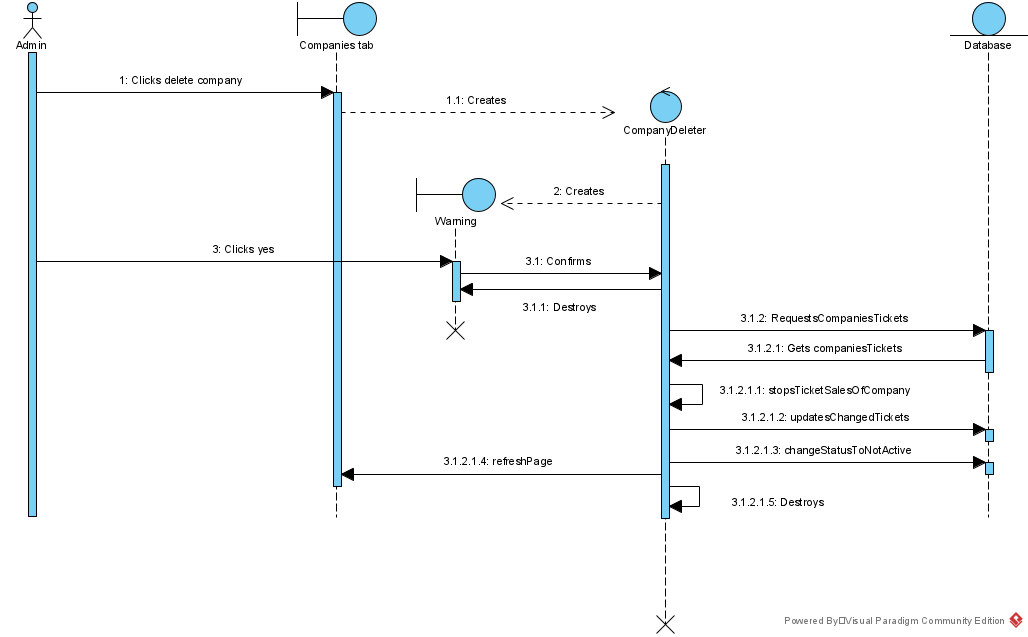 Admin
Companies tab
Database
1: Clicks delete company
1.1: Creates
CompanyDeleter
2: Creates
Warning
3: Clicks yes
3.1: Confirms
3.1.1: Destroys
3.1.2: RequestsCompaniesTickets
3.1.2.1: Gets companiesTickets
3.1.2.1.1: stopsTicketSalesOfCompany
3.1.2.1.2: updatesChangedTickets
3.1.2.1.3: changeStatusToNotActive
3.1.2.1.4: refreshPage
3.1.2.1.5: Destroys
Powered By Visual Paradigm Community Edition